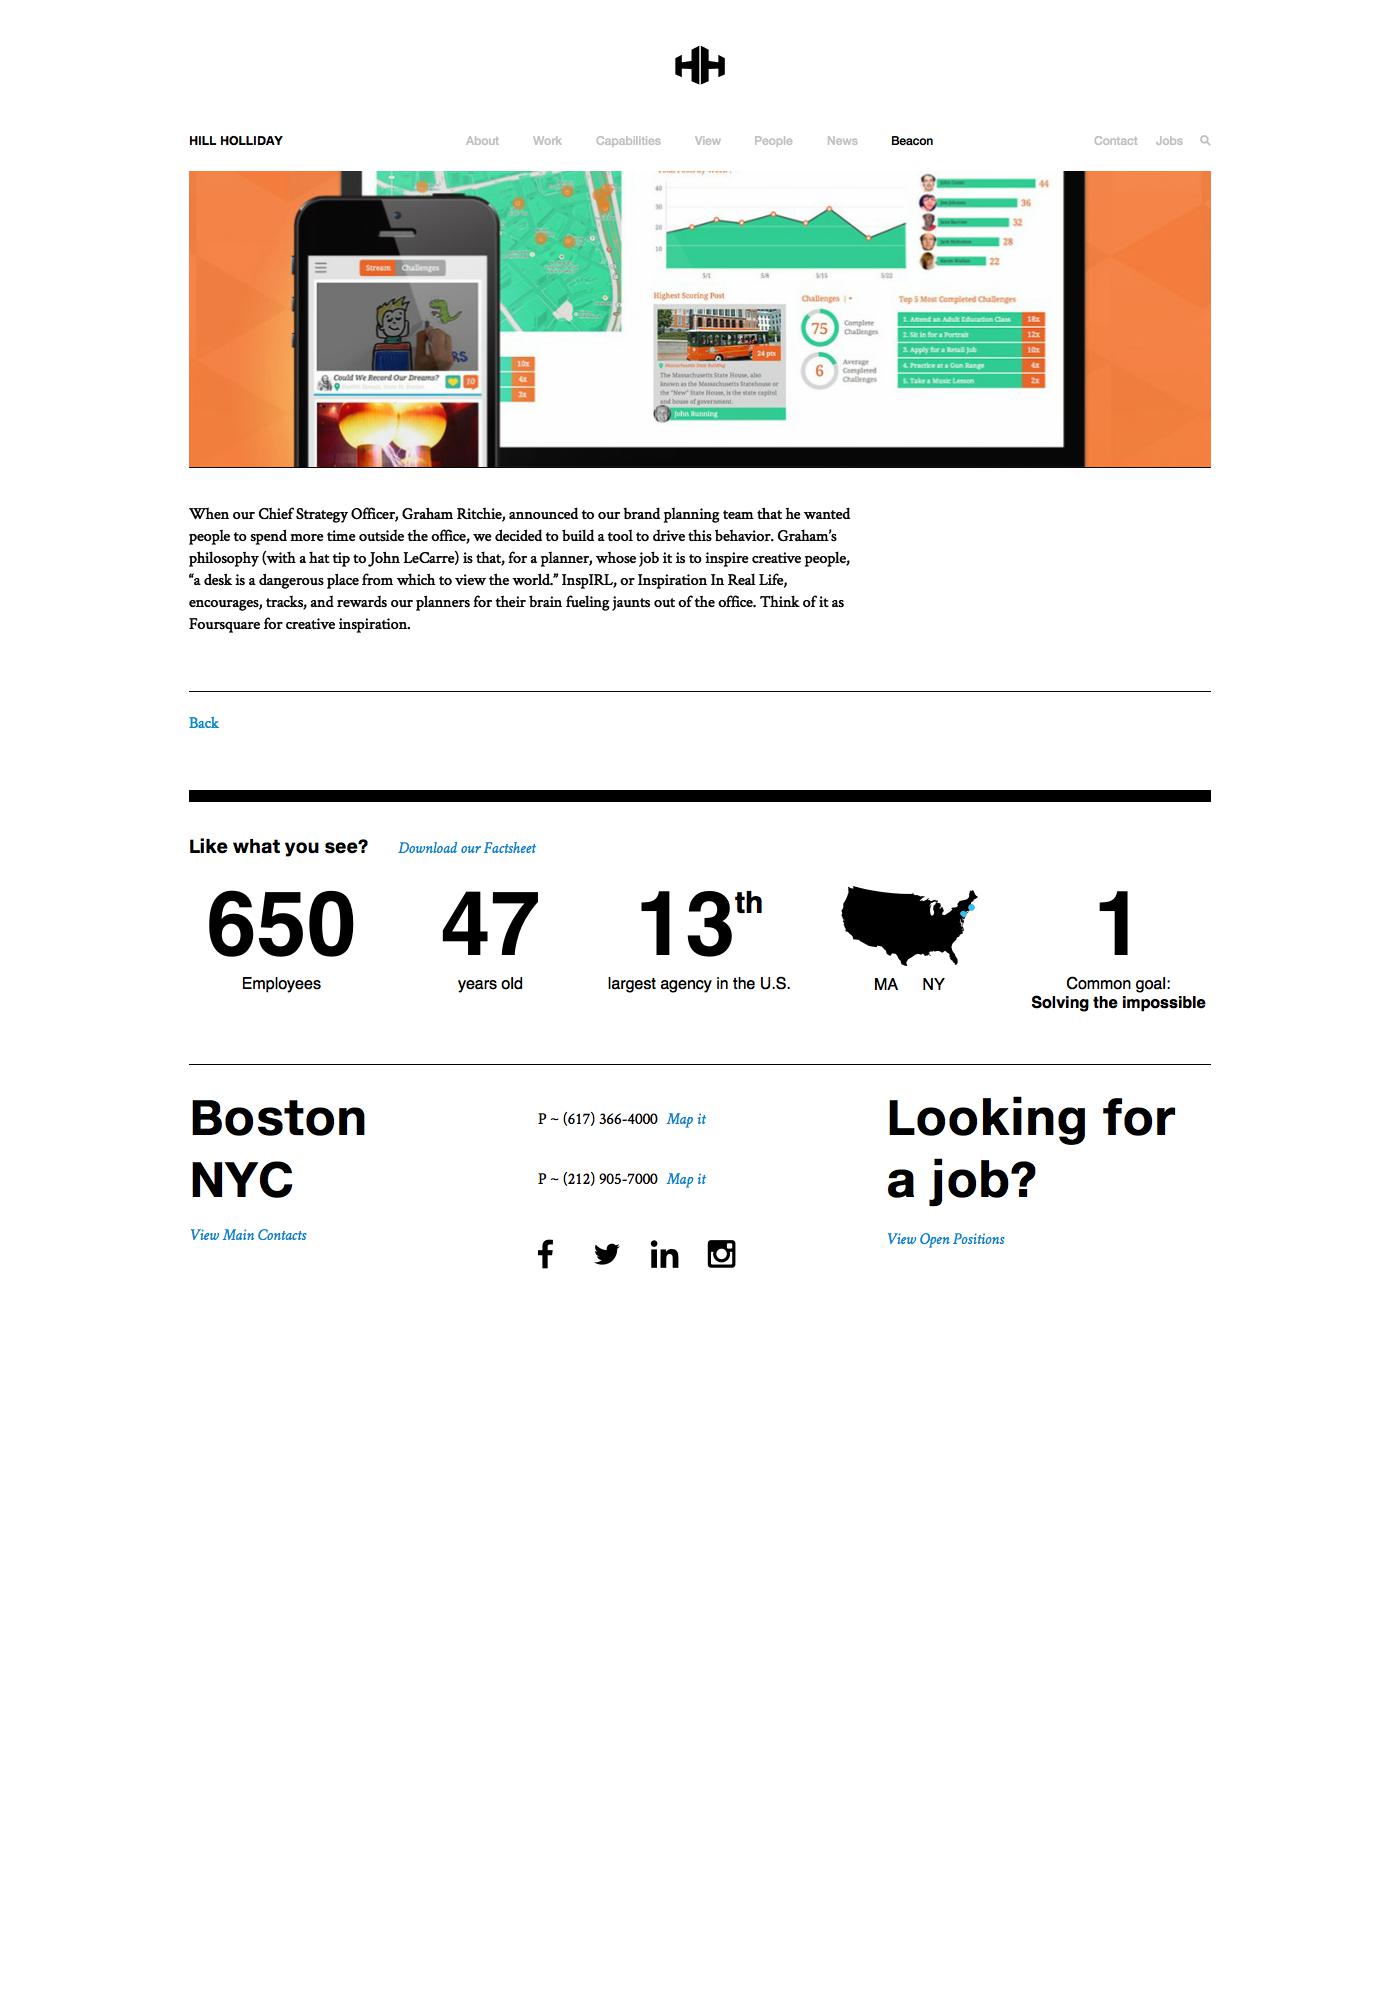 HH
HILL HOLLIDAY
About Work Capabilities View People News Beacon
Contact Jobs
40
30
20
10
5/1 5/8 5/15 5/22
44
36
32
28
22
Stream Challenges
Could We Record Our Dreams?
10
RS
10x
4x
2x
Highest Scoring Post
24 pts
Massachusetts State Building
The Massachusetts State House, also
known as the Massachusetts Statehouse or
the "New" State House, is the state capitol
and house of government.
John Running
Challenges
75 Complete
Challenges
6 Average
Completed
Challenges
Top 5 Most Completed Challenges
1. Attend an Adult Education Class 18x
2. Sit in for a Portrait 12x
3. Apply for a Retail Job 10x
4. Practice at a Gun Range 4x
5. Take a Music Lesson 2x
When our Chief Strategy Officer, Graham Ritchie, announced to our brand planning team that he wanted
people to spend more time outside the office, we decided to build a tool to drive this behavior. Graham’s
philosophy (with a hat tip to John LeCarre) is that, for a planner, whose job it is to inspire creative people,
“a desk is a dangerous place from which to view the world.” InspIRL, or Inspiration In Real Life,
encourages, tracks, and rewards our planners for their brain fueling jaunts out of the office. Think of it as
Foursquare for creative inspiration.
Back
Like what you see? Download our Factsheet
650
Employees
47
years old
13th
largest agency in the U.S.
MA NY
1
Common goal:
Solving the impossible
Boston
NYC
View Main Contacts
P ~ (617) 366-4000 Map it
P ~ (212) 905-7000 Map it
Looking for
a job?
View Open Positions